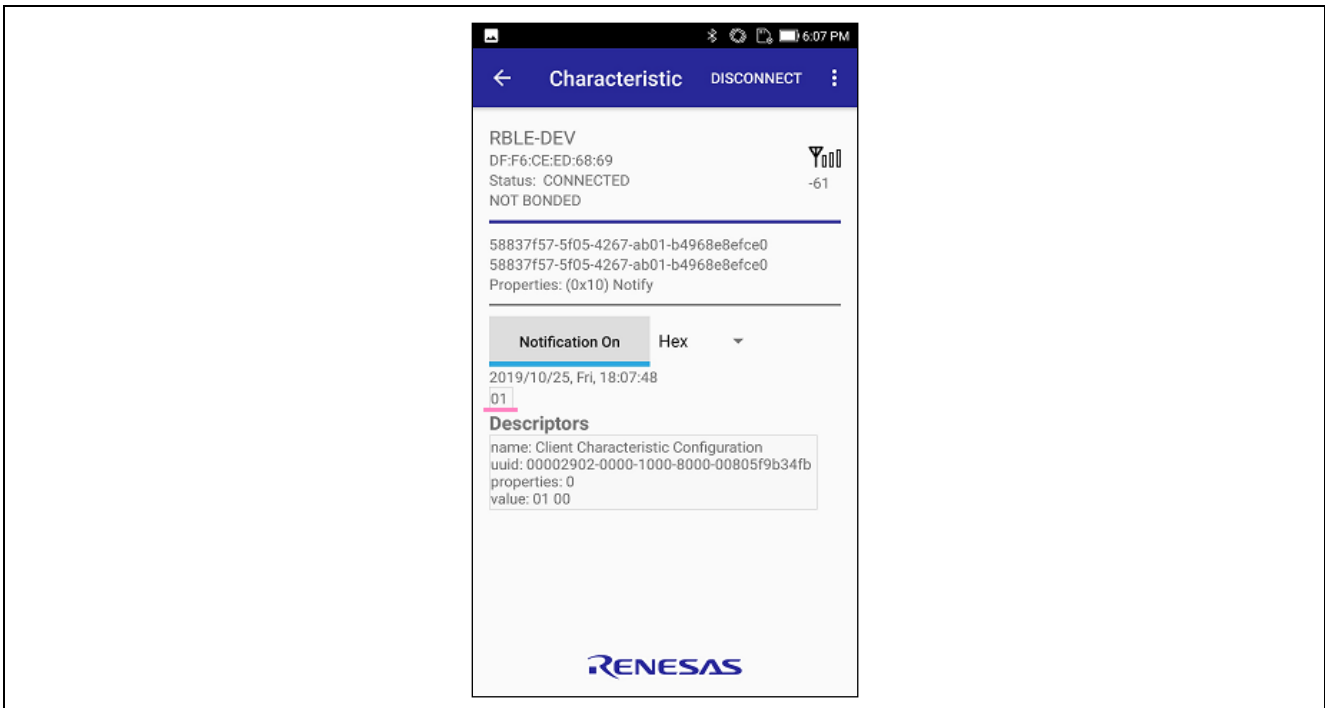 6:07 PM
Characteristic DISCONNECT
RBLE-DEV
DF:F6:CE:ED:68:69
Status: CONNECTED
-61
NOT BONDED
58837f57-5f05-4267-ab01-b4968e8efce0
58837f57-5f05-4267-ab01-b4968e8efce0
Properties: (0x10) Notify
Notification On Hex
2019/10/25, Fri, 18:07:48
01
Descriptors
name: Client Characteristic Configuration
uuid: 00002902-0000-1000-8000-00805f9b34fb
properties: 0
value: 01 00
RENESAS